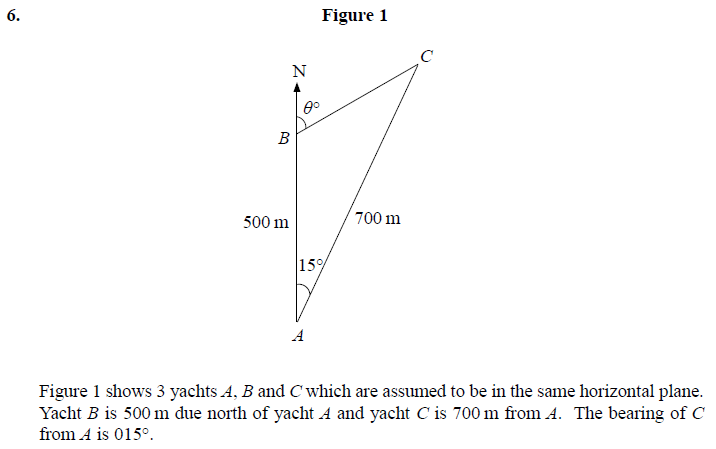 6.
Figure 1
C
N
θ°
B
500 m
700 m
15°
A
Figure 1 shows 3 yachts A, B and C which are assumed to be in the same horizontal plane.
Yacht B is 500 m due north of yacht A and yacht C is 700 m from A. The bearing of C
from A is 015°.